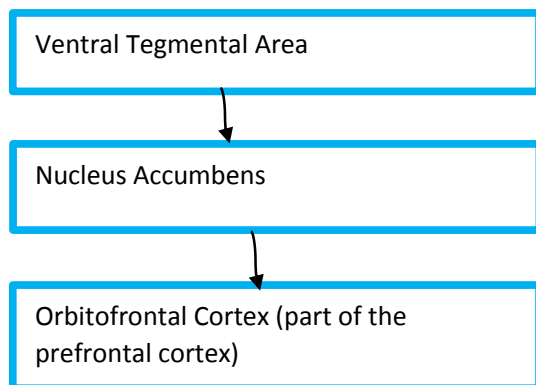 Ventral Tegmental Area
Nucleus Accumbens
Orbitofrontal Cortex (part of the
prefrontal cortex)